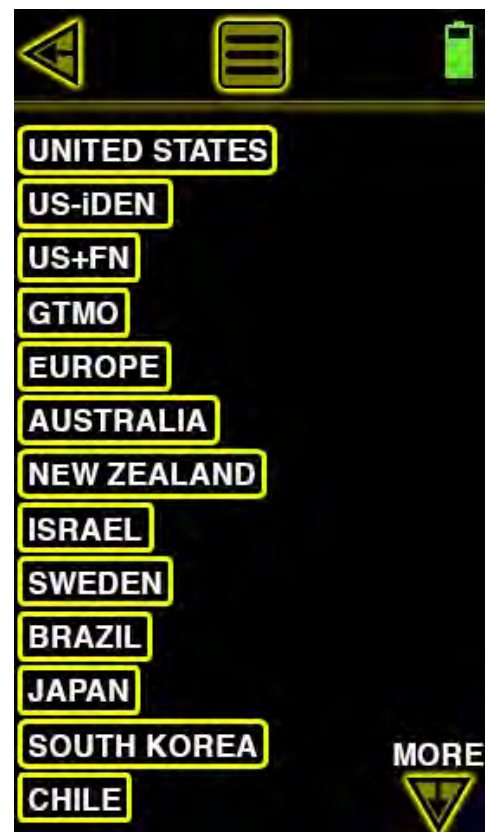 UNITED STATES
US-iDEN
US+FN
GTMO
EUROPE
AUSTRALIA
NEW ZEALAND
ISRAEL
SWEDEN
BRAZIL
JAPAN
SOUTH KOREA
MORE
CHILE